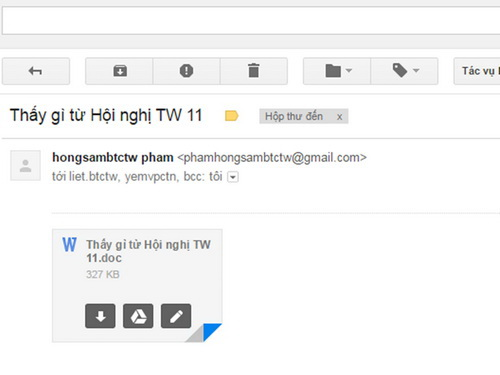 Tác vụ
Thấy gì từ Hội nghị TW 11
Hộp thư đến x
hongsambtctw pham <phamhongsambtctw@gmail.com>
tới liet.btctw, yemvpctn, bcc: tôi
W Thấy gì từ Hội nghị TW
11.doc
327 KB